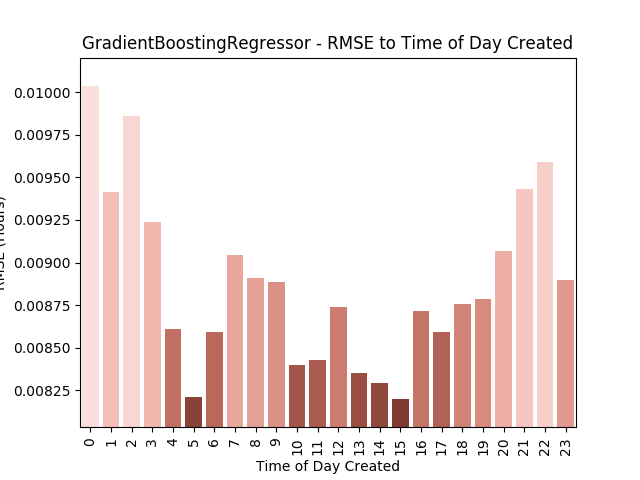 GradientBoostingRegressor - RMSE to Time of Day Created
0.01000
0.00975
0.00950
0.00925
0.00900
0.00875
0.00850
0.00825
RMSE (Hours)
0 1 2 3 4 5 6 7 8 9 10 11 12 13 14 15 16 17 18 19 20 21 22 23
Time of Day Created